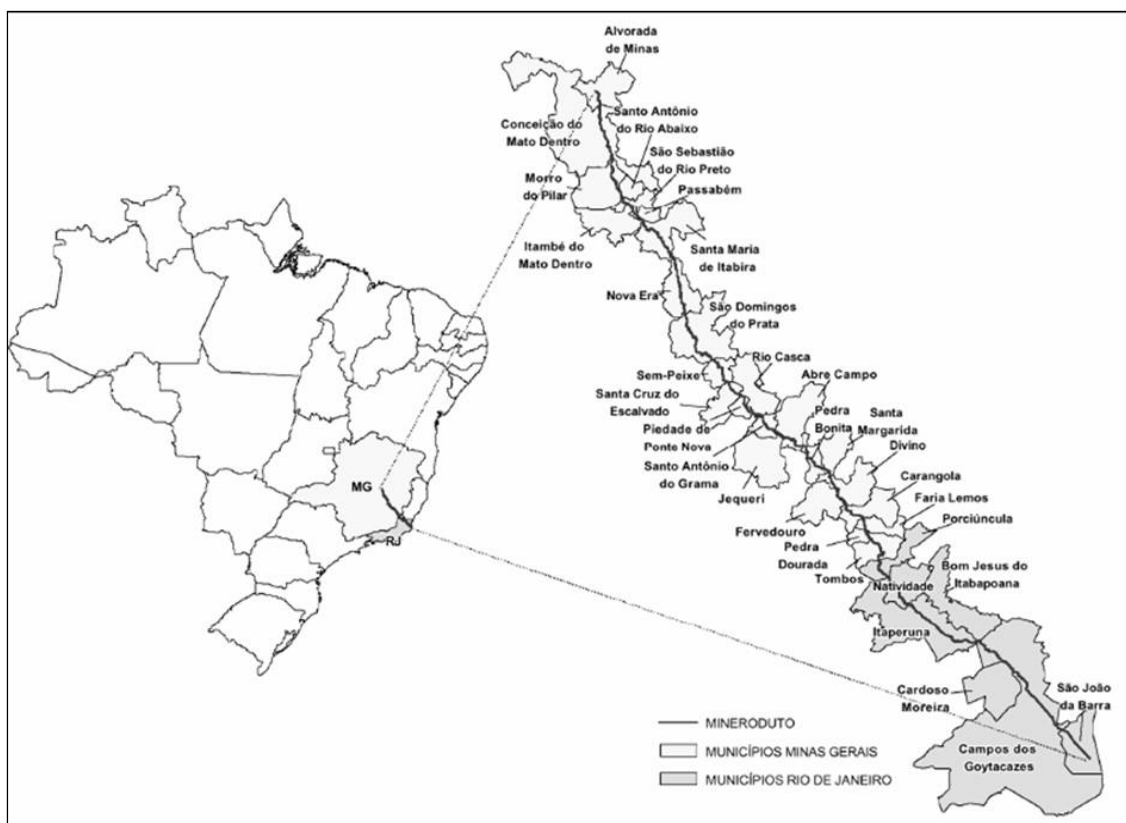 Alvorada
de Minas
Santo Antônio
do Rio Abaixo
Conceição do
Mato Dentro
São Sebastião
do Rio Preto
Morro
do Pilar
Passabém
Itambé do
Mato Dentro
Santa Maria
de Itabira
Nova Era
São Domingos
do Prata
Rio Casca
Sem-Peixe
Abre Campo
Santa Cruz do
Escalvado
Pedra
Bonita
Santa
Margarida
Piedade de
Ponte Nova
Divino
Santo Antônio
do Grama
Jequeri
Carangola
Faria Lemos
Fervedouro
Porciúncula
Pedra
Dourada
Tombos
Bom Jesus do
Itabapoana
Natividade
Itaperuna
Cardoso
Moreira
São João
da Barra
Campos dos
Goytacazes
MG
RJ
MINERODUTO
MUNICÍPIOS MINAS GERAIS
MUNICÍPIOS RIO DE JANEIRO